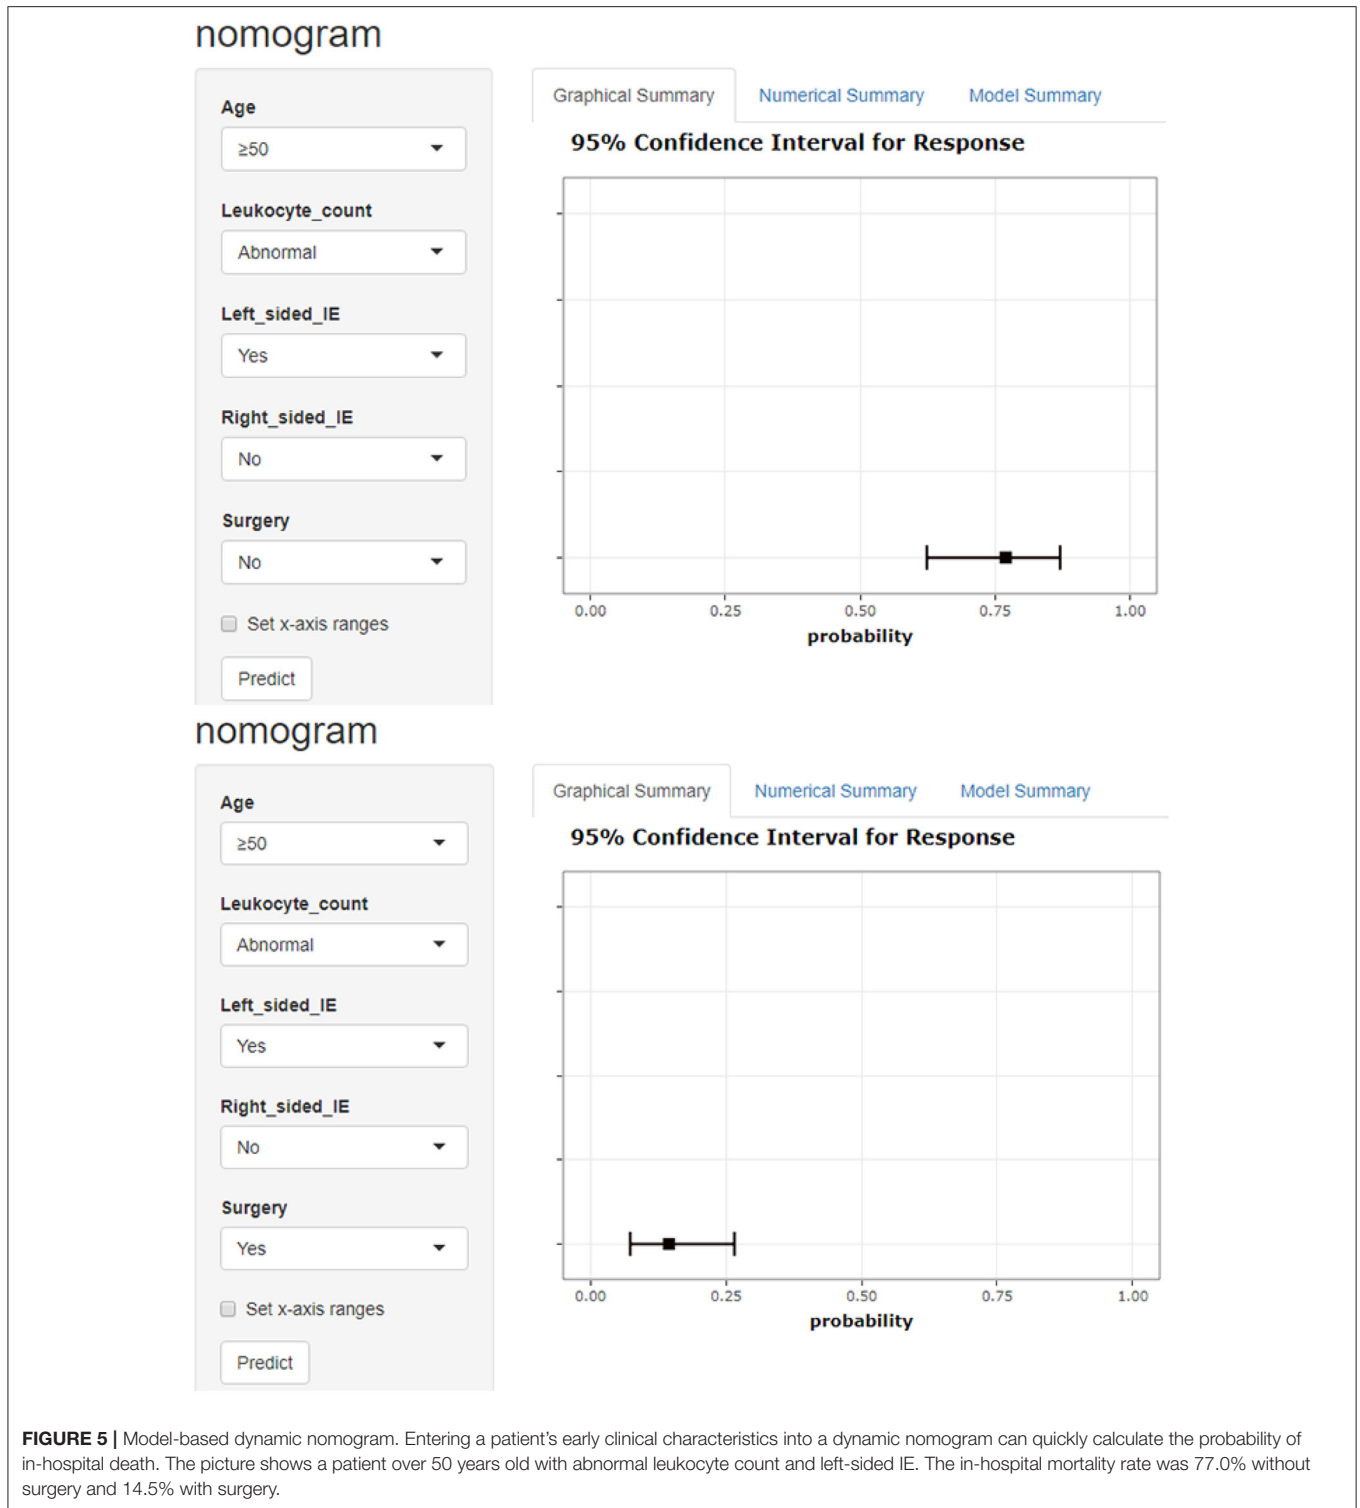 nomogram
Age
≥50
Leukocyte_count
Abnormal
Left_sided_IE
Yes
Right_sided_IE
No
Surgery
No
Set x-axis ranges
Predict
Graphical Summary Numerical Summary Model Summary
95% Confidence Interval for Response
0.00 0.25 0.50 0.75 1.00
probability
nomogram
Age
≥50
Leukocyte_count
Abnormal
Left_sided_IE
Yes
Right_sided_IE
No
Surgery
Yes
Set x-axis ranges
Predict
Graphical Summary Numerical Summary Model Summary
95% Confidence Interval for Response
0.00 0.25 0.50 0.75 1.00
probability
FIGURE 5 | Model-based dynamic nomogram. Entering a patient's early clinical characteristics into a dynamic nomogram can quickly calculate the probability of
in-hospital death. The picture shows a patient over 50 years old with abnormal leukocyte count and left-sided IE. The in-hospital mortality rate was 77.0% without
surgery and 14.5% with surgery.